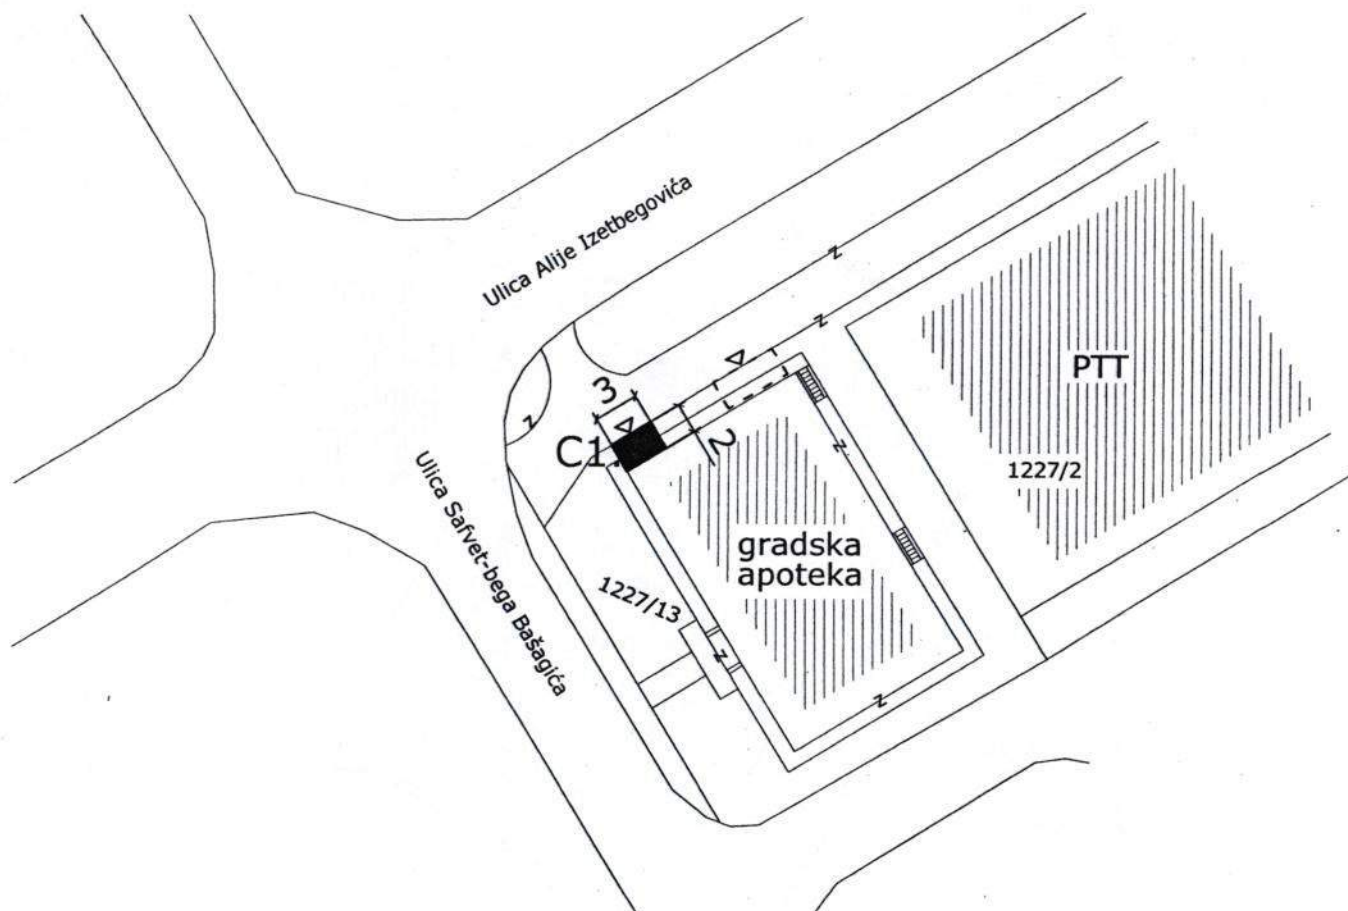 Ulica Alije Izetbegovića
z
z
PTT
3
z
C1.
2
z
1227/2
Ulica Safvet-bega Bašagića
gradska
apoteka
1227/13
z
z